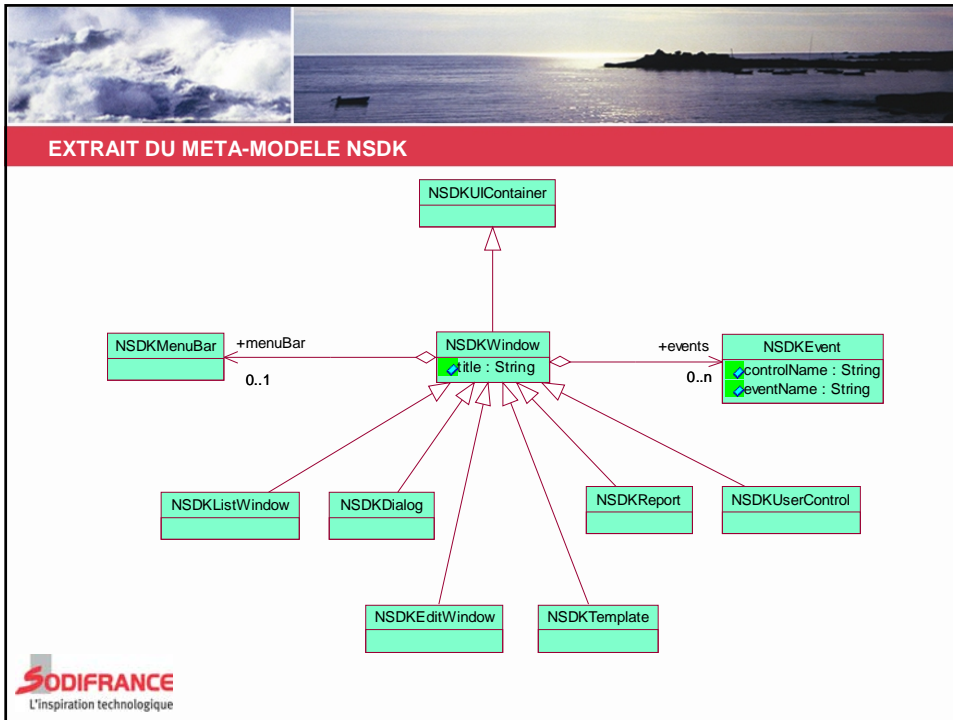 EXTRAIT DU META-MODELE NSDK
NSDKUIContainer
NSDKMenuBar
+menuBar
0..1
NSDKWindow
title : String
+events
0..n
NSDKEvent
controlName : String
eventName : String
NSDKListWindow
NSDKDialog
NSDKReport
NSDKUserControl
NSDKEditWindow
NSDKTemplate
SODIFRANCE
L'inspiration technologique